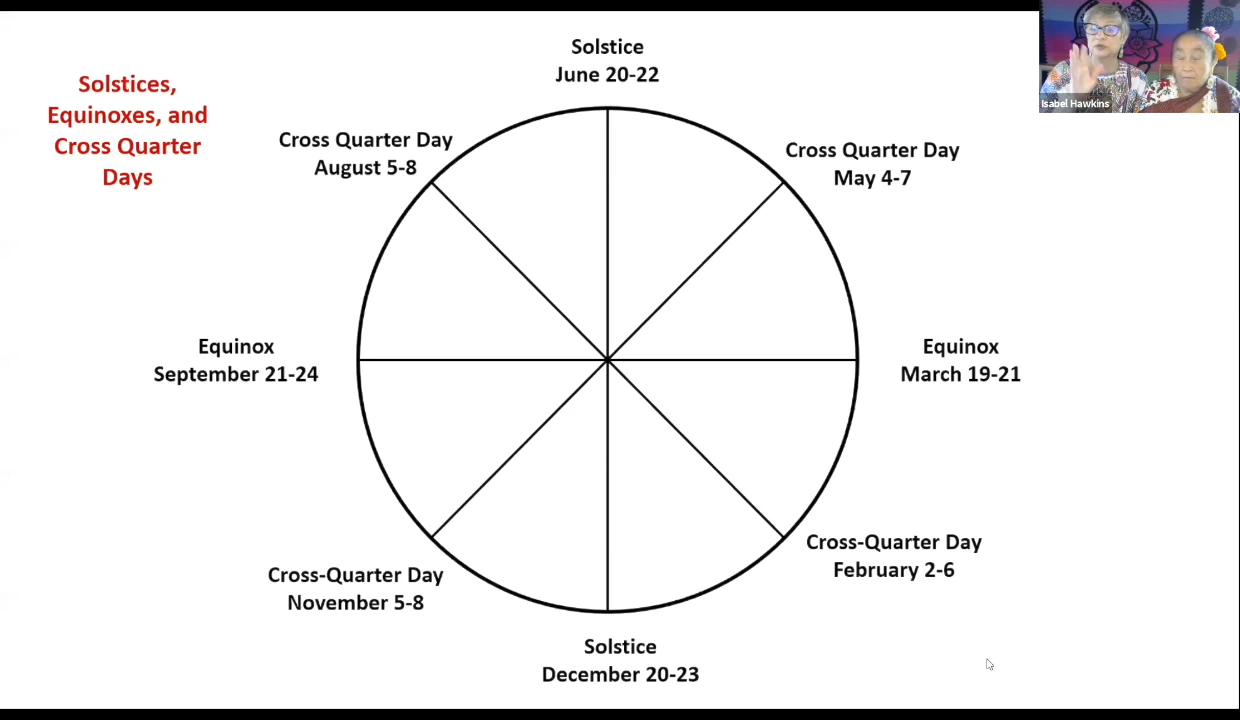 Solstices,
Equinoxes, and
Cross Quarter
Days
Solstice
June 20-22
Cross Quarter Day
August 5-8
Cross Quarter Day
May 4-7
Equinox
September 21-24
Equinox
March 19-21
Cross-Quarter Day
November 5-8
Cross-Quarter Day
February 2-6
Solstice
December 20-23
Isabel Hawkins